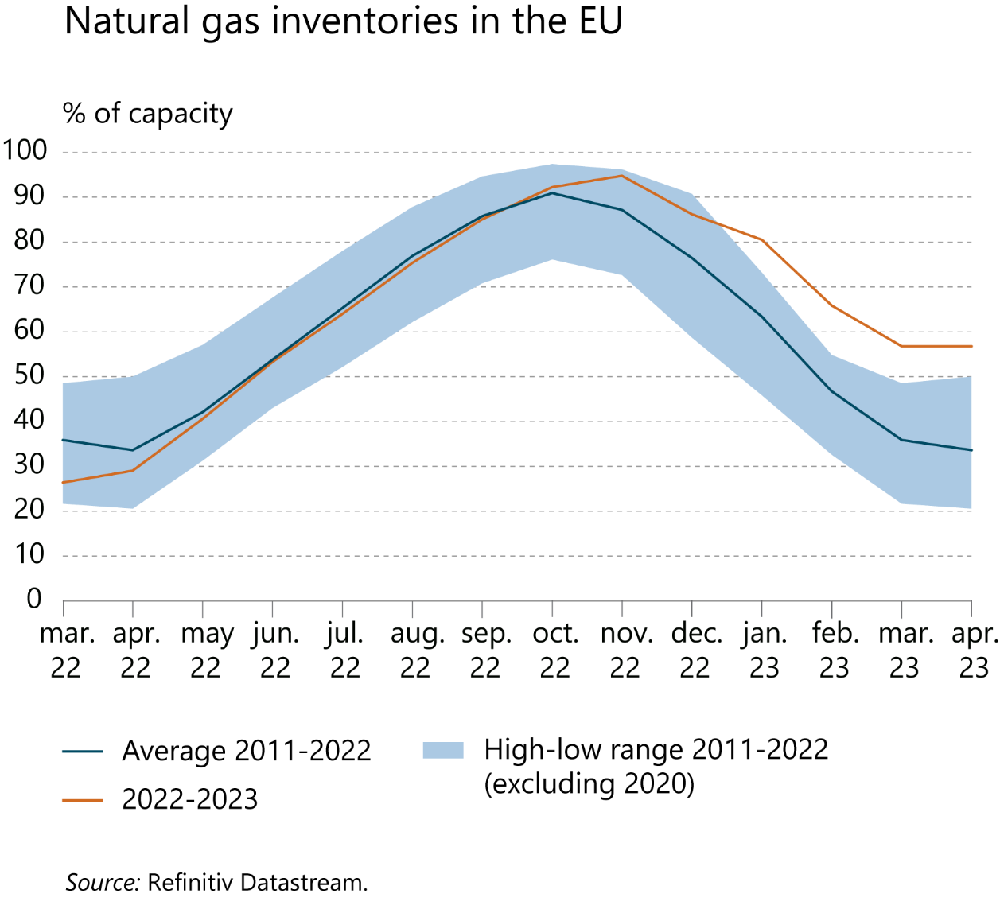 Natural gas inventories in the EU
% of capacity
100
90
80
70
60
50
40
30
20
10
0
mar. apr. may jun. jul. aug. sep. oct. nov. dec. jan. feb. mar. apr.
22 22 22 22 22 22 22 22 22 22 23 23 23 23
Average 2011-2022
High-low range 2011-2022
(excluding 2020)
2022-2023
Source: Refinitiv Datastream.